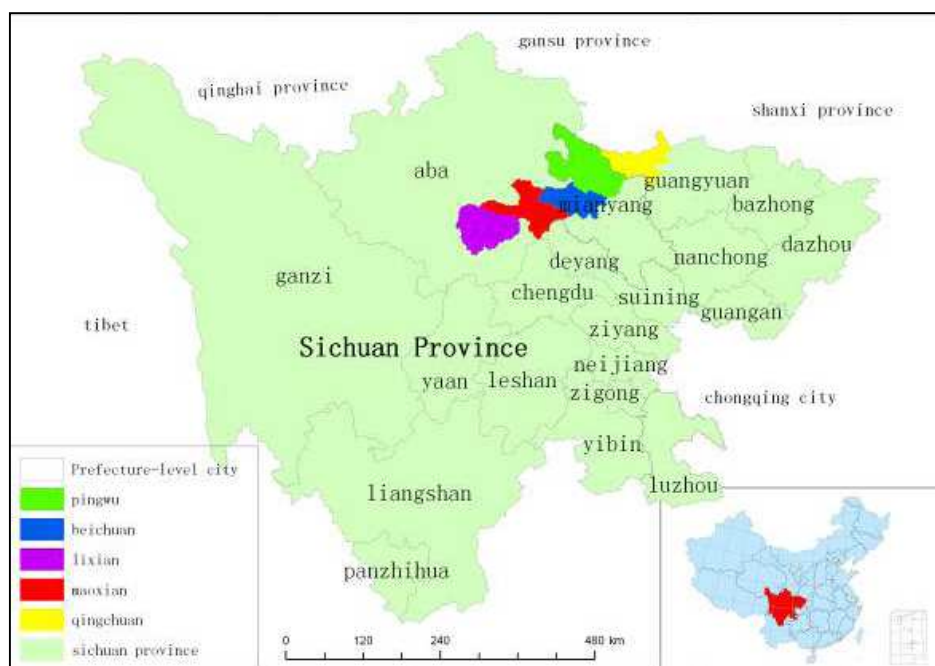 gansu province
qinghai province
shanxi province
aba
guangyuan
mianyang
bazhong
dazhou
nanchong
deyang
ganzi
chengdu
suining
guangan
tibet
ziyang
Sichuan Province
neijiang
yaan
leshan
zigong
chongqing city
yibin
luzhou
liangshan
panzhihua
Prefecture-level city
pingwu
beichuan
lixian
maoxian
qingchuan
sichuan province
0 120 240 480 km